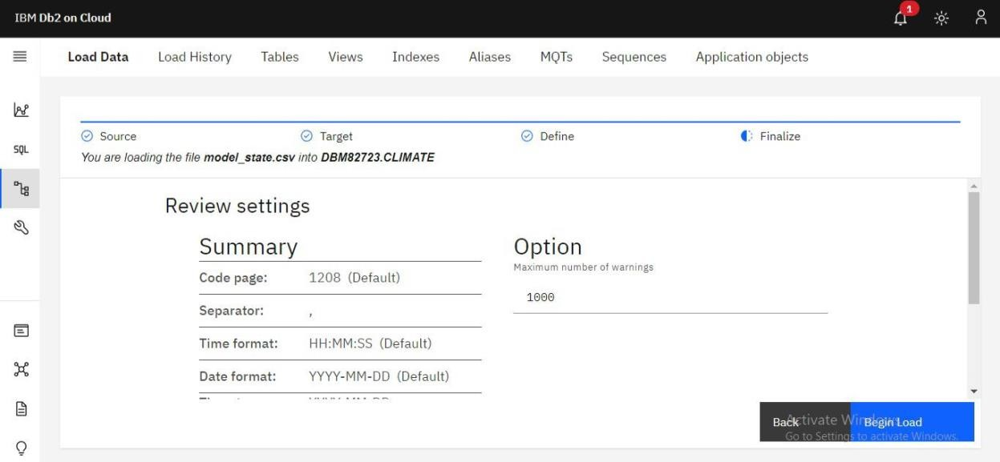 IBM Db2 on Cloud
1
Load Data Load History Tables Views Indexes Aliases MQTs Sequences Application objects
SQL
Source Target Define Finalize
You are loading the file model_state.csv into DBM82723.CLIMATE
Review settings
Summary
Option
Maximum number of warnings
Code page: 1208 (Default)
1000
Separator: ,
Time format: HH:MM:SS (Default)
Date format: YYYY-MM-DD (Default)
Back Begin Load
Activate Windows
Go to Settings to activate Windows.